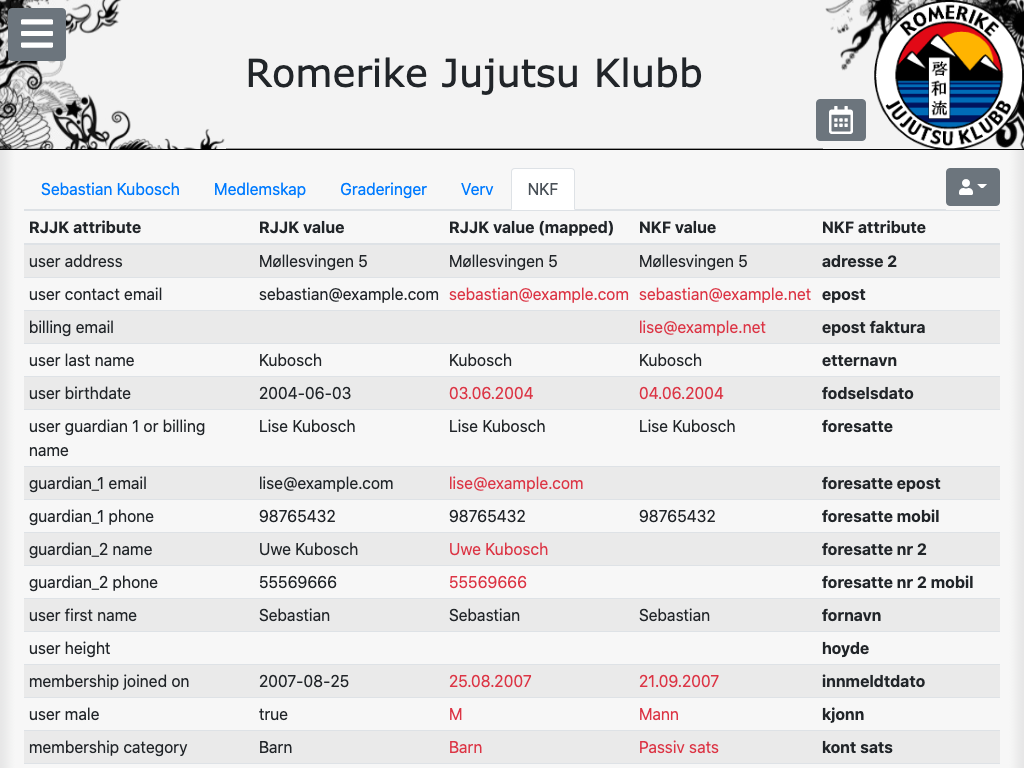 Romerike Jujutsu Klubb
ROMERIKE
啓和流
JUJUTSU KLUBB
Sebastian Kubosch Medlemskap Graderinger Verv NKF
RJJK attribute RJJK value RJJK value (mapped) NKF value NKF attribute
user address Møllesvingen 5 Møllesvingen 5 Møllesvingen 5 adresse 2
user contact email sebastian@example.com sebastian@example.com sebastian@example.net epost
billing email lise@example.net epost faktura
user last name Kubosch Kubosch Kubosch etternavn
user birthdate 2004-06-03 03.06.2004 04.06.2004 fodselsdato
user guardian 1 or billing Lise Kubosch Lise Kubosch Lise Kubosch foresatte
name
guardian_1 email lise@example.com lise@example.com foresatte epost
guardian_1 phone 98765432 98765432 98765432 foresatte mobil
guardian_2 name Uwe Kubosch Uwe Kubosch foresatte nr 2
guardian_2 phone 55569666 55569666 foresatte nr 2 mobil
user first name Sebastian Sebastian Sebastian fornavn
user height hoyde
membership joined on 2007-08-25 25.08.2007 21.09.2007 innmeldtdato
user male true M Mann kjonn
membership category Barn Barn Passiv sats kont sats